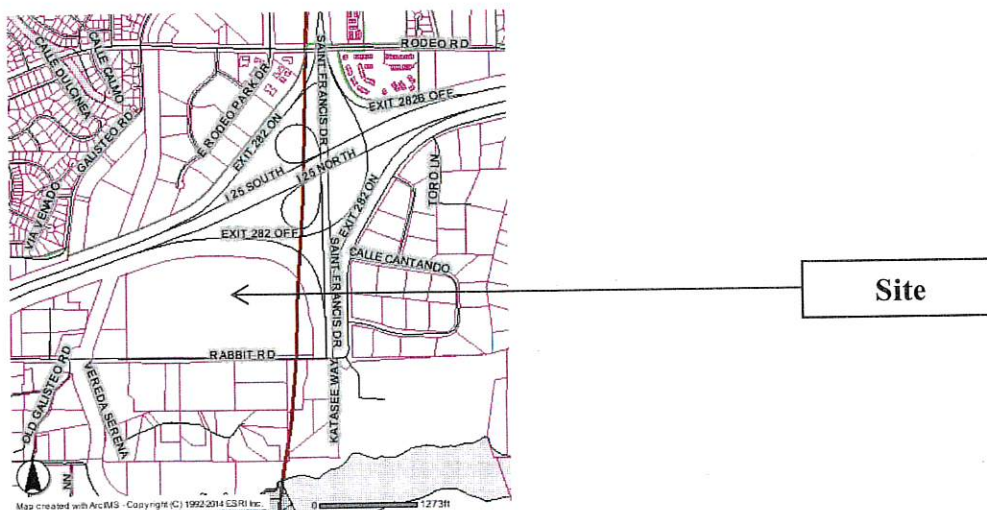 RODEO RD
CALLE CALMO
CALLE DULCINEA
SAINT FRANCIS DR
E RODEO PARK DR
EXIT 282B OFF
EXIT 282 ON
GALISTEO RD
I 25 SOUTH
I 25 NORTH
TORO LN
VIA VENADO
EXIT 282 ON
EXIT 282 OFF
SAINT FRANCIS DR
CALLE CANTANDO
Site
RABBIT RD
OLD GALISTEO RD
VEREDA SERENA
KATASEE WAY
NN
Map created with ArcIMS - Copyright (C) 1992-2014 ESRI Inc.
0 1273ft